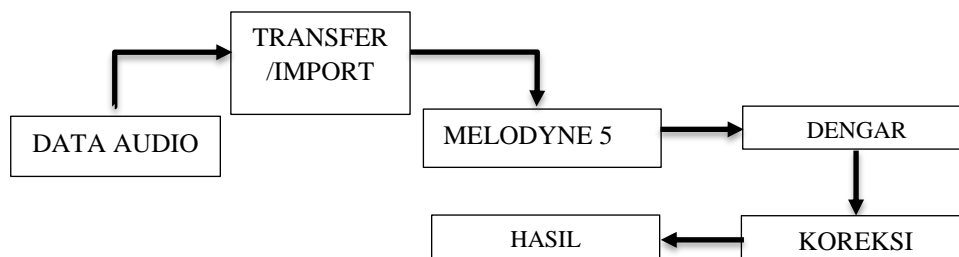 TRANSFER
/IMPORT
DATA AUDIO
MELODYNE 5
DENGAR
KOREKSI
HASIL